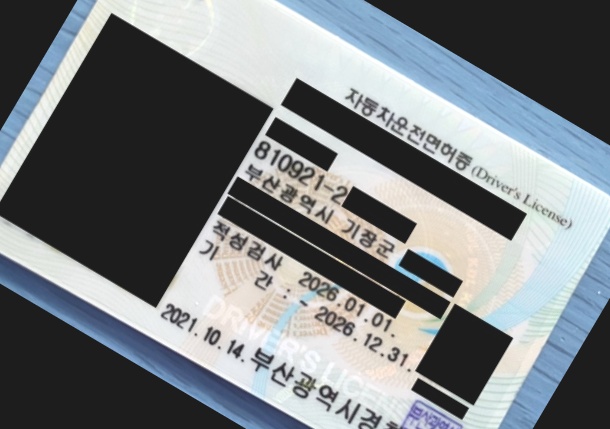 자동차운전면허증 (Driver's License)
810921-2
부산광역시 기장군
적성검사 2026.01.01.
기 간 : ~ 2026.12.31.
2021.10.14. 부산광역시경
DRIVER'S LICE